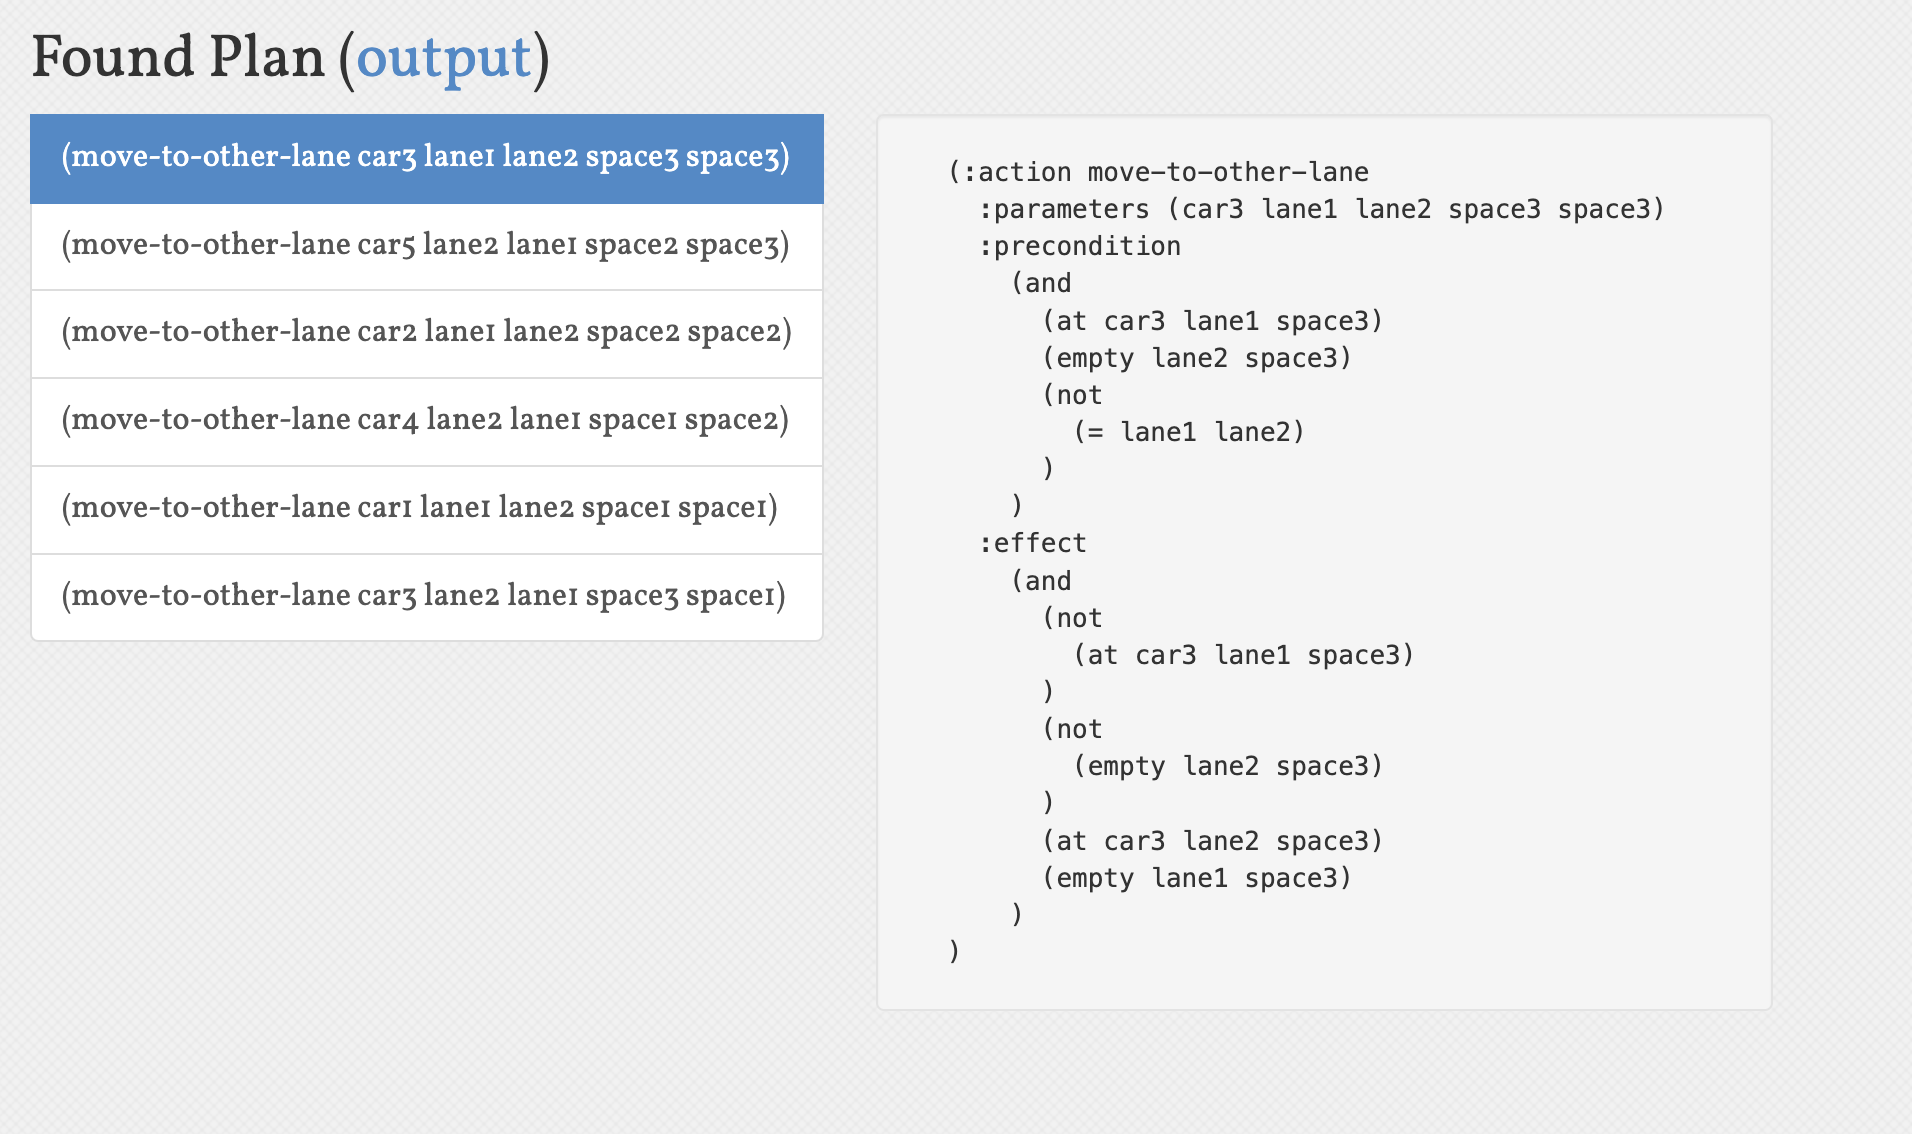 Found Plan (output)
(move-to-other-lane car3 lane1 lane2 space3 space3)
(move-to-other-lane car5 lane2 lane1 space2 space3)
(move-to-other-lane car2 lane1 lane2 space2 space2)
(move-to-other-lane car4 lane2 lane1 space1 space2)
(move-to-other-lane car1 lane1 lane2 space1 space1)
(move-to-other-lane car3 lane2 lane1 space3 space1)
(:action move-to-other-lane
  :parameters (car3 lane1 lane2 space3 space3)
  :precondition
    (and
      (at car3 lane1 space3)
      (empty lane2 space3)
      (not
        (= lane1 lane2)
      )
    )
  :effect
    (and
      (not
        (at car3 lane1 space3)
      )
      (not
        (empty lane2 space3)
      )
      (at car3 lane2 space3)
      (empty lane1 space3)
    )
)